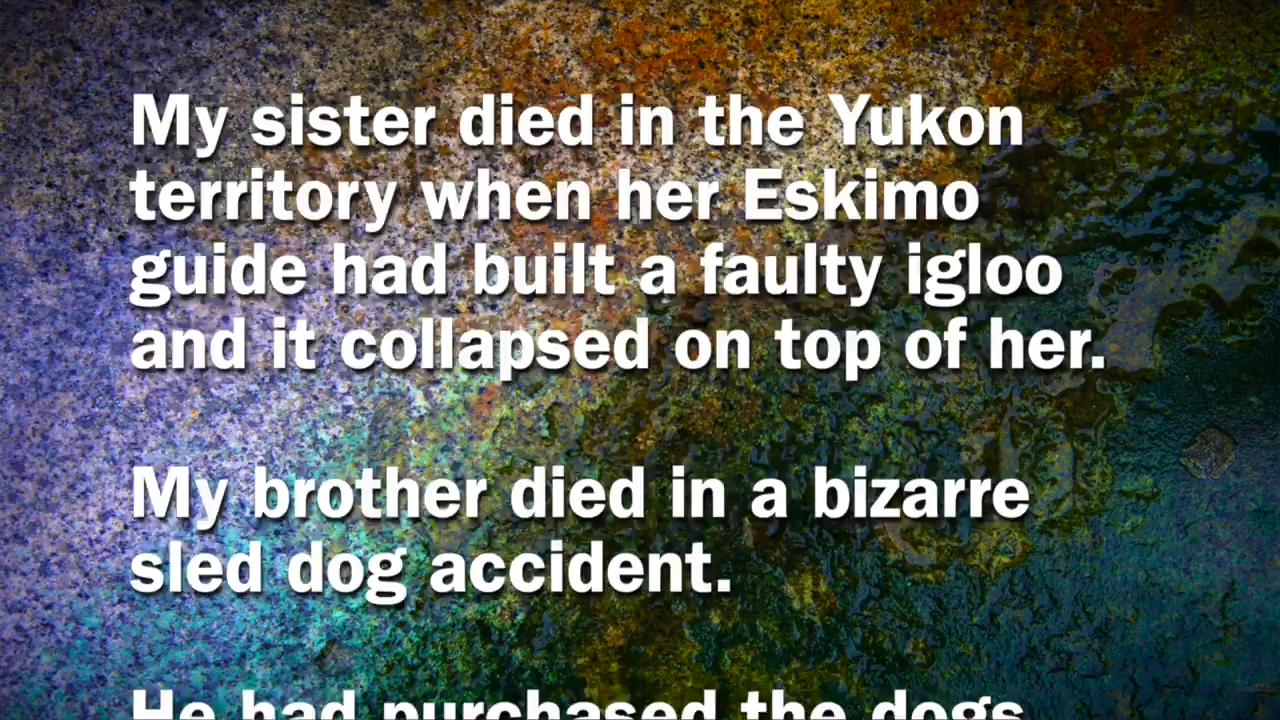 My sister died in the Yukon
territory when her Eskimo
guide had built a faulty igloo
and it collapsed on top of her.
My brother died in a bizarre
sled dog accident.
He had purchased the dogs